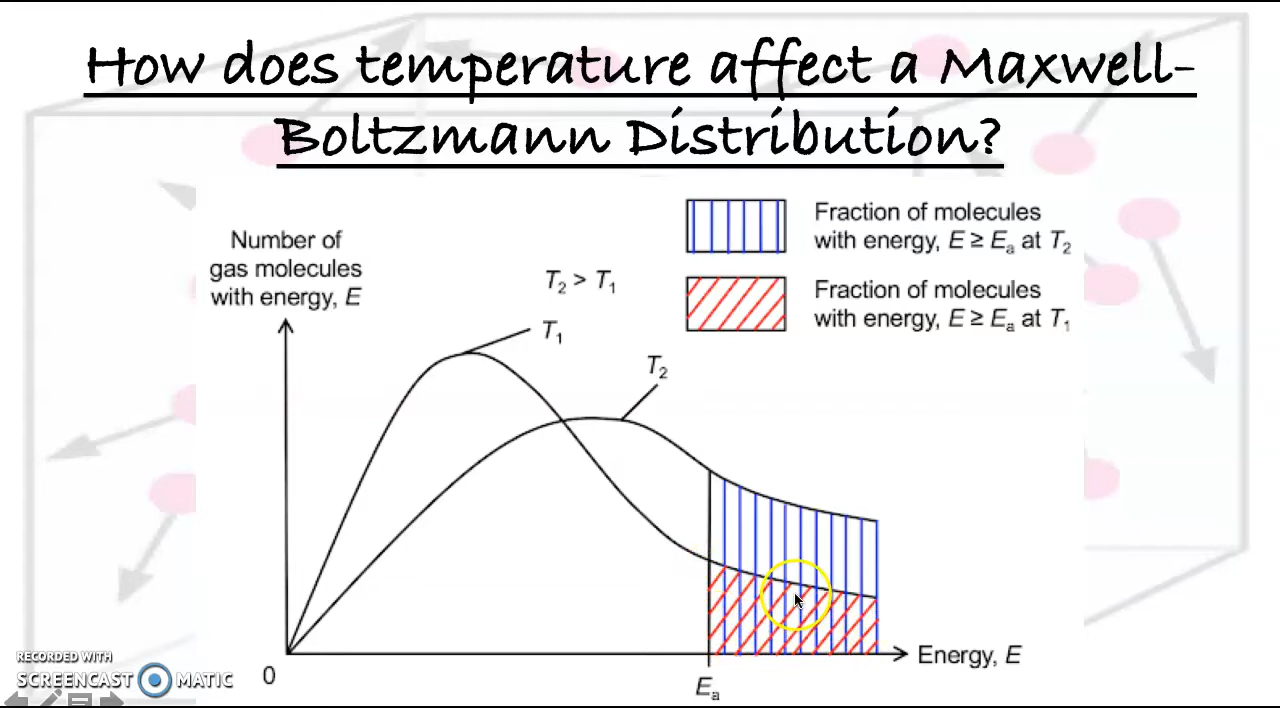 How does temperature affect a Maxwell-
Boltzmann Distribution?
Number of
gas molecules
with energy, E
T₂ > T₁
Fraction of molecules
with energy, E ≥ Eₐ at T₂
Fraction of molecules
with energy, E ≥ Eₐ at T₁
T₁
T₂
Energy, E
0
Eₐ
RECORDED WITH
SCREENCAST MATIC